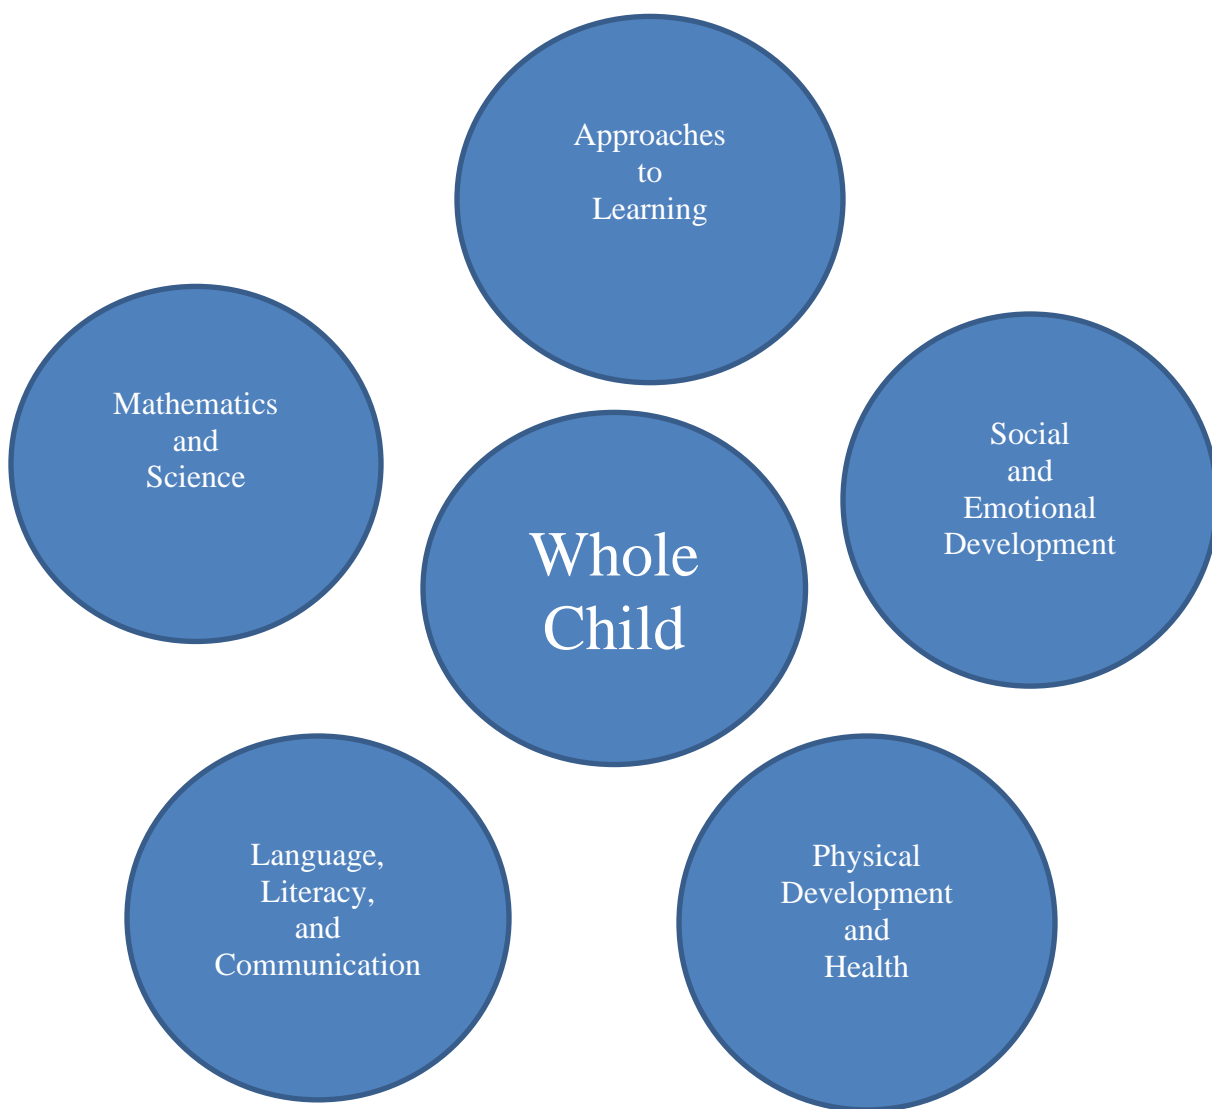 Approaches
to
Learning
Mathematics
and
Science
Social
and
Emotional
Development
Whole
Child
Language,
Literacy,
and
Communication
Physical
Development
and
Health